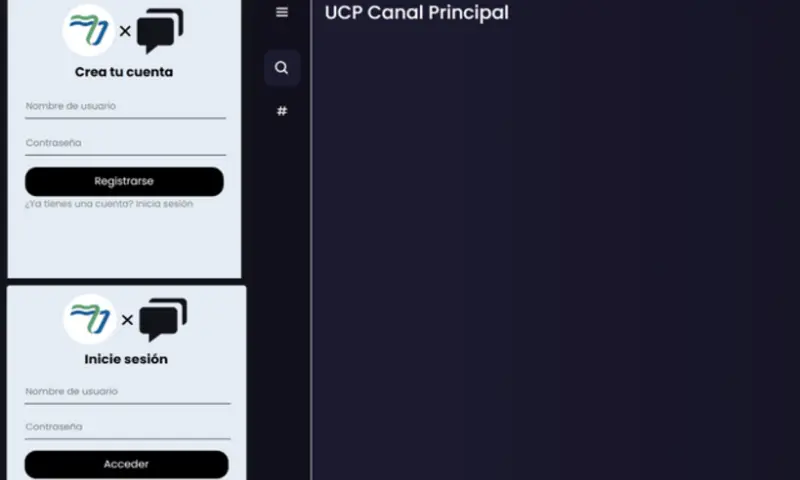 Crea tu cuenta
Nombre de usuario
Contraseña
Registrarse
¿Ya tienes una cuenta? Inicia sesión
Inicie sesión
Nombre de usuario
Contraseña
Acceder
#
UCP Canal Principal